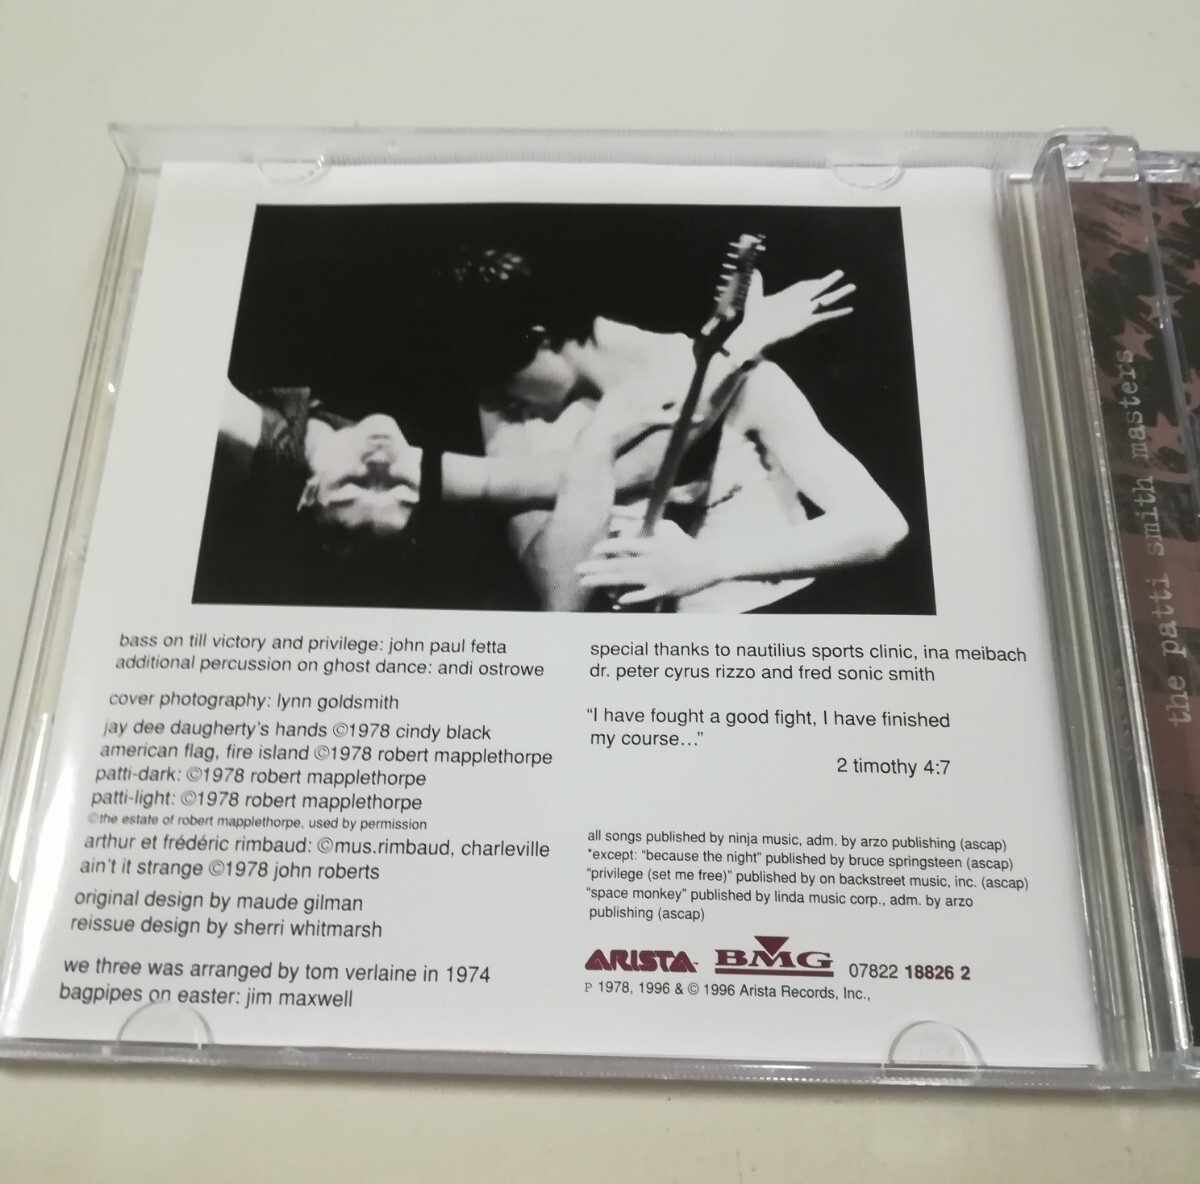 bass on till victory and privilege: john paul fetta
additional percussion on ghost dance: andi ostrowe
cover photography: lynn goldsmith
jay dee daugherty's hands ©1978 cindy black
american flag, fire island ©1978 robert mapplethorpe
patti-dark: ©1978 robert mapplethorpe
patti-light: ©1978 robert mapplethorpe
©the estate of robert mapplethorpe, used by permission
arthur et frédéric rimbaud: ©mus.rimbaud, charleville
ain't it strange ©1978 john roberts
original design by maude gilman
reissue design by sherri whitmarsh
we three was arranged by tom verlaine in 1974
bagpipes on easter: jim maxwell
special thanks to nautilius sports clinic, ina meibach
dr. peter cyrus rizzo and fred sonic smith
“I have fought a good fight, I have finished
my course...”
2 timothy 4:7
all songs published by ninja music, adm. by arzo publishing (ascap)
*except: “because the night” published by bruce springsteen (ascap)
“privilege (set me free)” published by on backstreet music, inc. (ascap)
“space monkey” published by linda music corp., adm. by arzo
publishing (ascap)
ARISTA™ BMG 07822 18826 2
P 1978, 1996 & © 1996 Arista Records, Inc.,
the patti smith masters